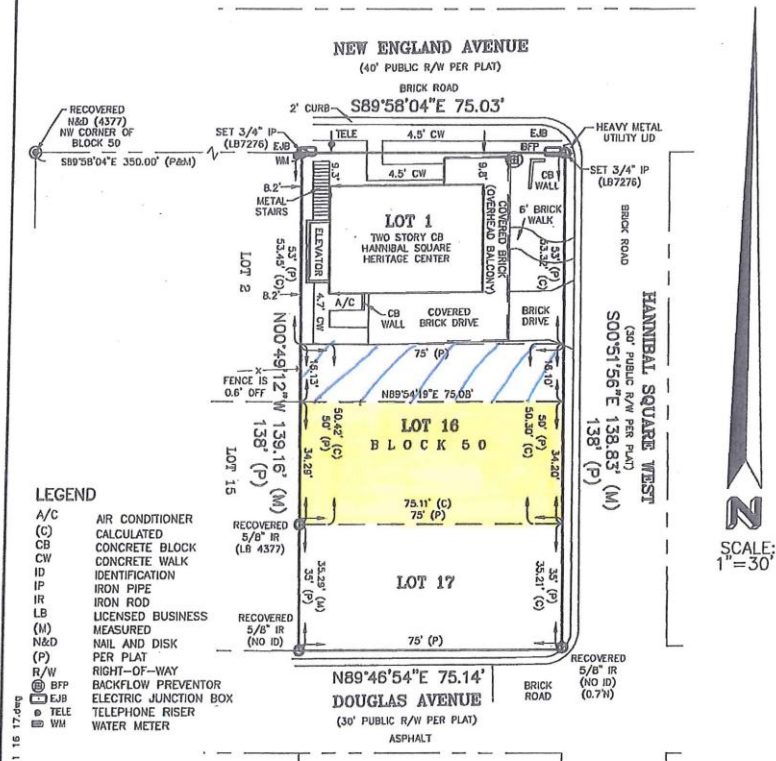 NEW ENGLAND AVENUE
(40' PUBLIC R/W PER PLAT)
BRICK ROAD
S89°58'04"E 75.03'
RECOVERED
N&D (4377)
NW CORNER OF
BLOCK 50
S89°58'04"E 350.00' (P&M)
SET 3/4" IP
(LB7276)
2' CURB
TELE
4.5' CW
EJB
HEAVY METAL
UTILITY LID
EJB
WM
BFP
SET 3/4" IP
(LB7276)
4.5' CW
9.3'
9.8'
CB
WALL
8.2'
METAL
STAIRS
LOT 1
TWO STORY CB
HANNIBAL SQUARE
HERITAGE CENTER
COVERED BRICK
(OVERHEAD BALCONY)
6' BRICK
WALK
BRICK ROAD
ELEVATOR
LOT 2
53' (P)
53.45' (C)
53' (P)
53.32' (C)
8.2'
A/C
4.7' CW
CB
WALL
COVERED
BRICK DRIVE
BRICK
DRIVE
HANNIBAL SQUARE WEST
(30' PUBLIC R/W PER PLAT)
S00°51'56"E 138.83' (M)
138' (P)
N00°49'12"W 139.16' (M)
138' (P)
75' (P)
16.13'
16.10'
FENCE IS
0.6' OFF
N89°54'19"E 75.08'
LOT 16
BLOCK 50
50.42' (C)
50' (P)
50' (P)
50.30' (C)
LOT 15
34.29'
34.20'
75.11' (C)
75' (P)
RECOVERED
5/8" IR
(LB 4377)
LOT 17
35.29' (M)
35' (P)
35' (P)
35.21' (C)
RECOVERED
5/8" IR
(NO ID)
75' (P)
N89°46'54"E 75.14'
BRICK
ROAD
RECOVERED
5/8" IR
(NO ID)
(0.7'N)
DOUGLAS AVENUE
(30' PUBLIC R/W PER PLAT)
ASPHALT
N
SCALE:
1"=30'
LEGEND
A/C AIR CONDITIONER
(C) CALCULATED
CB CONCRETE BLOCK
CW CONCRETE WALK
ID IDENTIFICATION
IP IRON PIPE
IR IRON ROD
LB LICENSED BUSINESS
(M) MEASURED
N&D NAIL AND DISK
(P) PER PLAT
R/W RIGHT-OF-WAY
BFP BACKFLOW PREVENTOR
EJB ELECTRIC JUNCTION BOX
TELE TELEPHONE RISER
WM WATER METER
1 16 17.dwg